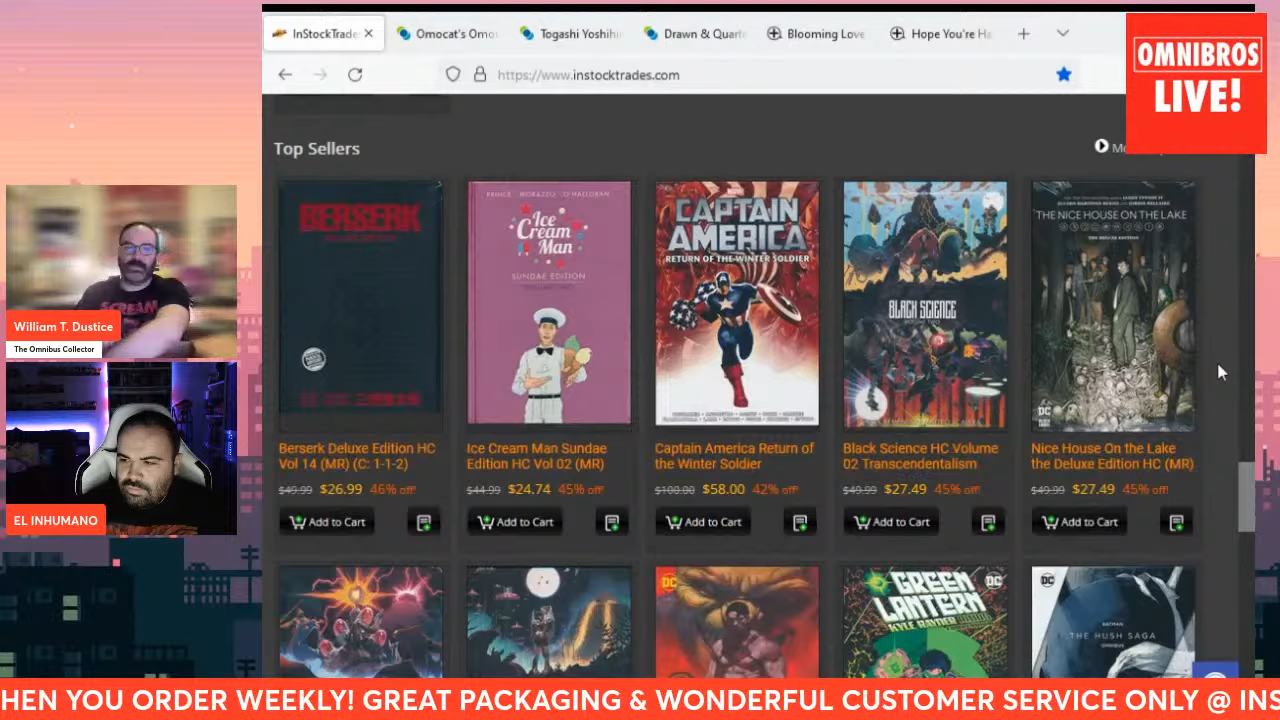 InStockTrade
Omocat's Omo
Togashi Yoshihi
Drawn & Quart
Blooming Love
Hope You're Ha
https://www.instocktrades.com
OMNIBROS
LIVE!
Top Sellers
BERSERK
PRINCE MORAZZO O'HALLORAN
Ice
Cream
Man
SUNDAE EDITION
CAPTAIN
AMERICA
RETURN OF THE WINTER SOLDIER
BLACK SCIENCE
THE NICE HOUSE ON THE LAKE
THE DELUXE EDITION
DC
SCREAM
William T. Dustice
The Omnibus Collector
EL INHUMANO
Berserk Deluxe Edition HC
Vol 14 (MR) (C: 1-1-2)
$49.99 $26.99 46% off!
Add to Cart
Ice Cream Man Sundae
Edition HC Vol 02 (MR)
$44.99 $24.74 45% off!
Add to Cart
Captain America Return of
the Winter Soldier
$100.00 $58.00 42% off!
Add to Cart
Black Science HC Volume
02 Transcendentalism
$49.99 $27.49 45% off!
Add to Cart
Nice House On the Lake
the Deluxe Edition HC (MR)
$49.99 $27.49 45% off!
Add to Cart
DC
GREEN
LANTERN
KYLE RAYNER
DC
DC
BATMAN
THE HUSH SAGA
OMNIBUS
HEN YOU ORDER WEEKLY! GREAT PACKAGING & WONDERFUL CUSTOMER SERVICE ONLY @ INS